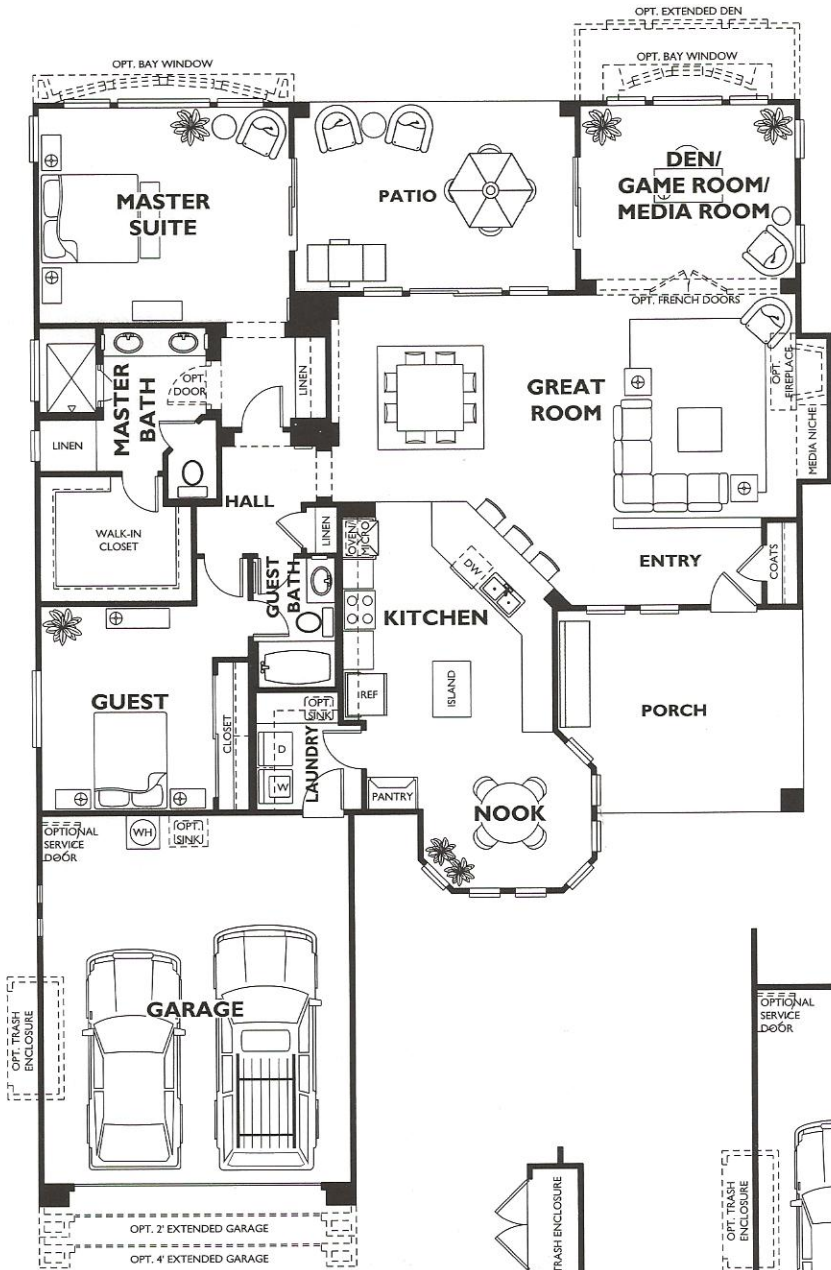 OPT. EXTENDED DEN
OPT. BAY WINDOW
OPT. BAY WINDOW
MASTER
SUITE
PATIO
DEN/
GAME ROOM/
MEDIA ROOM
OPT. FRENCH DOORS
OPT.
DOOR
LINEN
MASTER
BATH
GREAT
ROOM
OPT.
FIREPLACE
MEDIA NICHE
LINEN
HALL
WALK-IN
CLOSET
LINEN
OVEN/
MICRO
DW
ENTRY
COATS
GUEST
BATH
KITCHEN
ISLAND
REF
PORCH
GUEST
CLOSET
OPT.
SINK
D
W
LAUNDRY
PANTRY
NOOK
OPTIONAL
SERVICE
DOOR
WH
OPT.
SINK
GARAGE
OPT. TRASH
ENCLOSURE
OPT. 2' EXTENDED GARAGE
OPT. 4' EXTENDED GARAGE
TRASH ENCLOSURE
OPTIONAL
SERVICE
DOOR
OPT. TRASH
ENCLOSURE